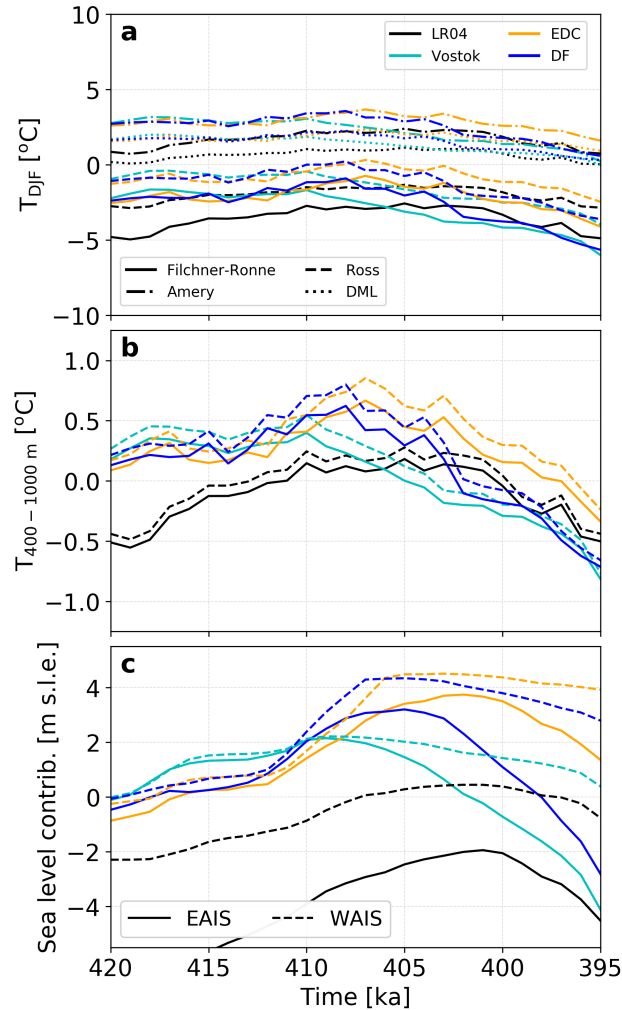 a
LR04
Vostok
EDC
DF
T_DJF [°C]
10
5
0
−5
−10
Filchner-Ronne
Amery
Ross
DML
b
T_400−1000 m [°C]
1.0
0.5
0.0
−0.5
−1.0
c
Sea level contrib. [m s.l.e.]
4
2
0
−2
−4
EAIS
WAIS
420
415
410
405
400
395
Time [ka]